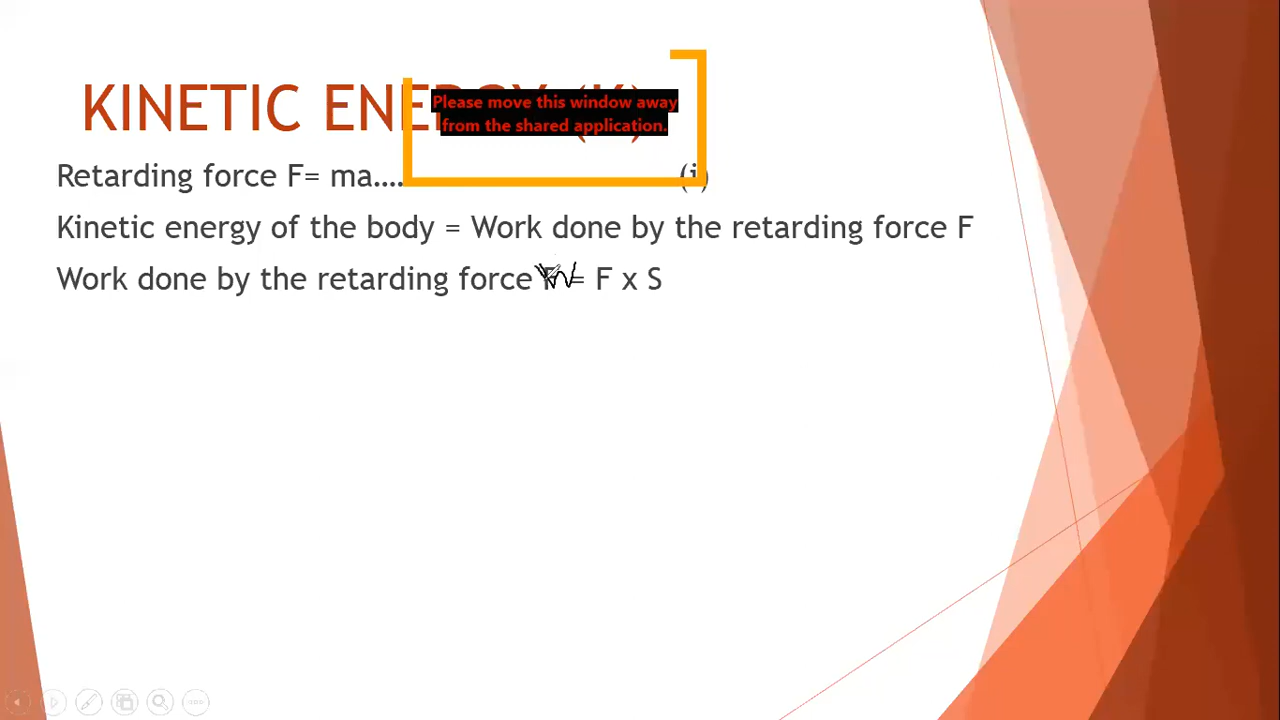 KINETIC ENERGY (K)
Please move this window away
from the shared application.
Retarding force F= ma.... (i)
Kinetic energy of the body = Work done by the retarding force F
Work done by the retarding force W = F x S